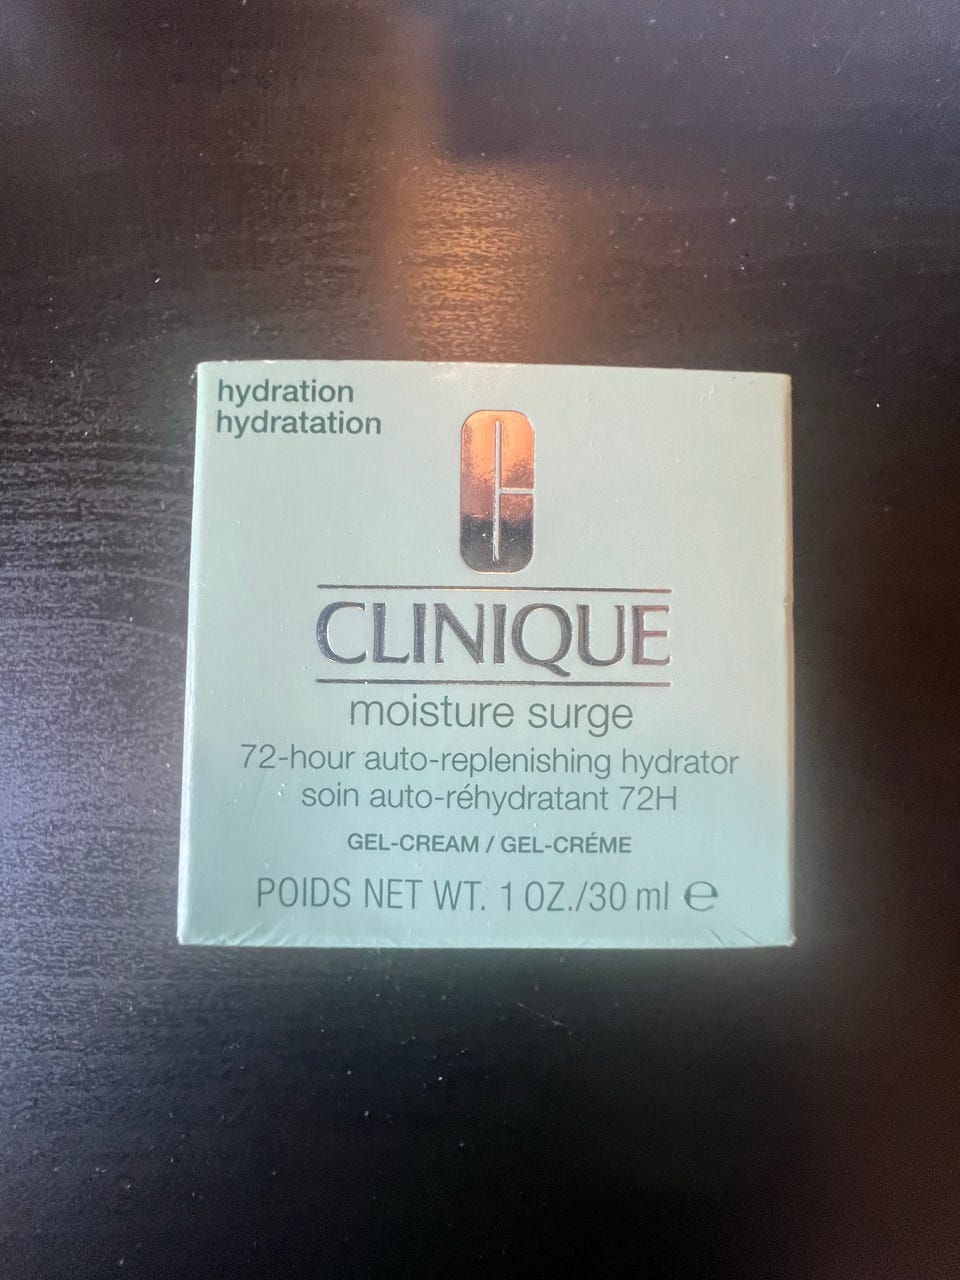 hydration
hydratation
CLINIQUE
moisture surge
72-hour auto-replenishing hydrator
soin auto-réhydratant 72H
GEL-CREAM / GEL-CRÉME
POIDS NET WT. 1 OZ./30 ml ℮